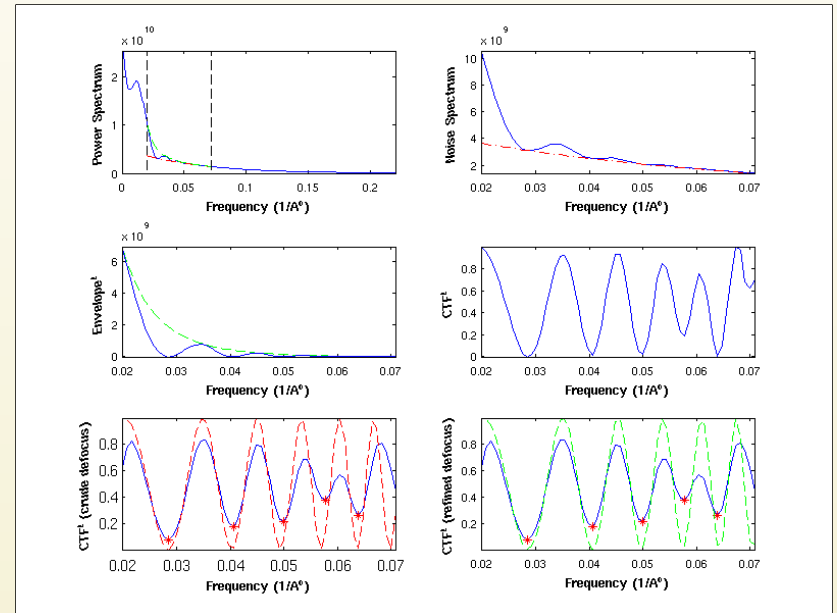 × 10^10
Power Spectrum
2
1
0
0 0.05 0.1 0.15 0.2
Frequency (1/A°)
× 10^9
Noise Spectrum
10
8
6
4
2
0.02 0.03 0.04 0.05 0.06 0.07
Frequency (1/A°)
× 10^9
Envelope²
6
4
2
0
0.02 0.03 0.04 0.05 0.06 0.07
Frequency (1/A°)
CTF²
0.8
0.6
0.4
0.2
0
0.02 0.03 0.04 0.05 0.06 0.07
Frequency (1/A°)
CTF² (crude defocus)
0.8
0.6
0.4
0.2
0.02 0.03 0.04 0.05 0.06 0.07
Frequency (1/A°)
CTF² (refined defocus)
0.8
0.6
0.4
0.2
0.02 0.03 0.04 0.05 0.06 0.07
Frequency (1/A°)